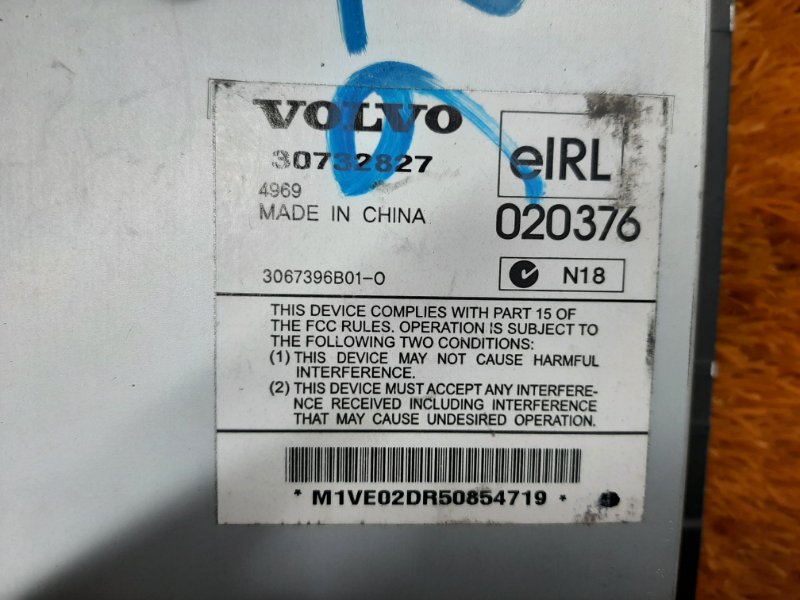 VOLVO
30732827
4969
MADE IN CHINA
eIRL
020376
3067396B01-O
N18
THIS DEVICE COMPLIES WITH PART 15 OF
THE FCC RULES. OPERATION IS SUBJECT TO
THE FOLLOWING TWO CONDITIONS:
(1) THIS DEVICE MAY NOT CAUSE HARMFUL
INTERFERENCE.
(2) THIS DEVICE MUST ACCEPT ANY INTERFERE-
NCE RECEIVED INCLUDING INTERFERENCE
THAT MAY CAUSE UNDESIRED OPERATION.
* M1VE02DR50854719 *